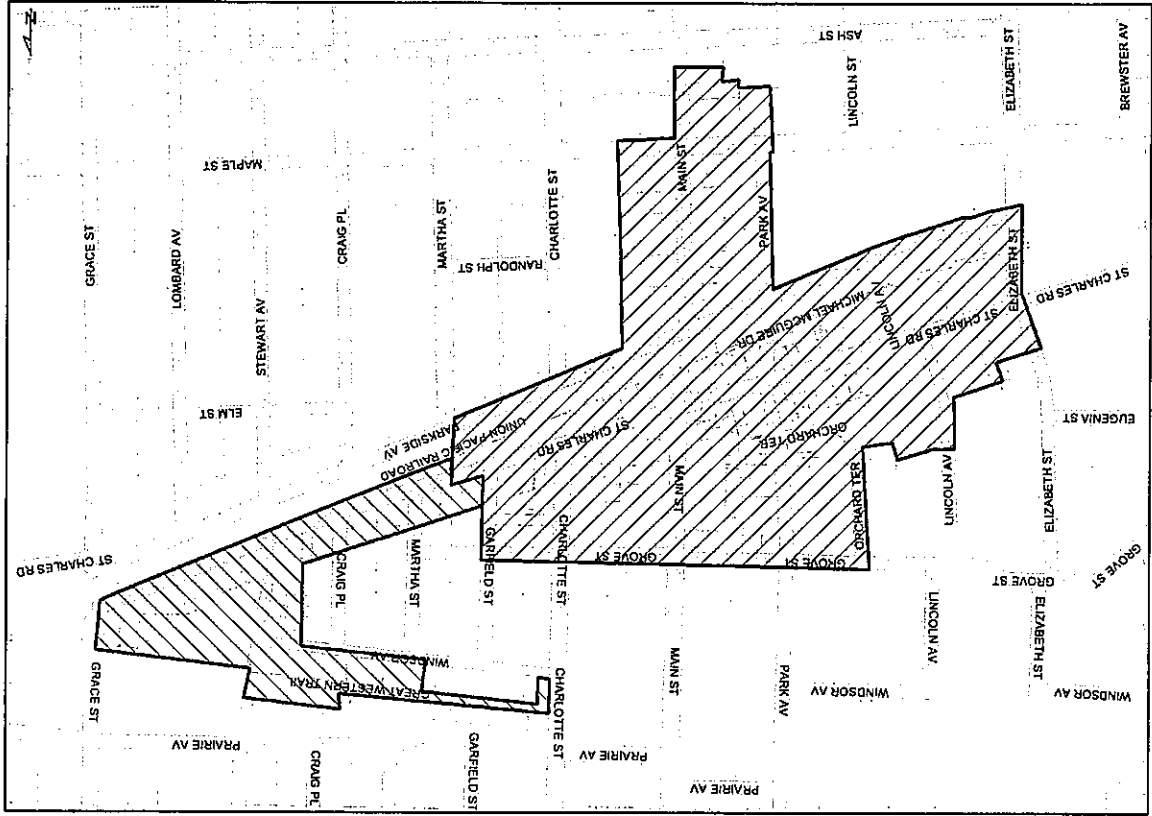 N
ASH ST
GRACE ST
LOMBARD AV
MAPLE ST
STEWART AV
CRAIG PL
MARTHA ST
CHARLOTTE ST
RANDOLPH ST
MAIN ST
PARK AV
LINCOLN ST
ELIZABETH ST
BREWSTER AV
ELM ST
PARKSIDE AV
UNION PACIFIC RAILROAD
ST CHARLES RD
MICHAEL MCGUIRE DR
LINCOLN AV
ST CHARLES RD
ELIZABETH ST
ST CHARLES RD
ORCHARD TER
MAIN ST
ORCHARD TER
LINCOLN AV
ELIZABETH ST
EUGENIA ST
ST CHARLES RD
CRAIG PL
MARTHA ST
GARFIELD ST
CHARLOTTE ST
GROVE ST
GROVE ST
GROVE ST
GROVE ST
GRACE ST
WINDSOR AV
GREAT WESTERN TRAIL
CHARLOTTE ST
MAIN ST
PARK AV
WINDSOR AV
LINCOLN AV
ELIZABETH ST
WINDSOR AV
PRAIRIE AV
CRAIG PL
GARFIELD ST
PRAIRIE AV
PRAIRIE AV